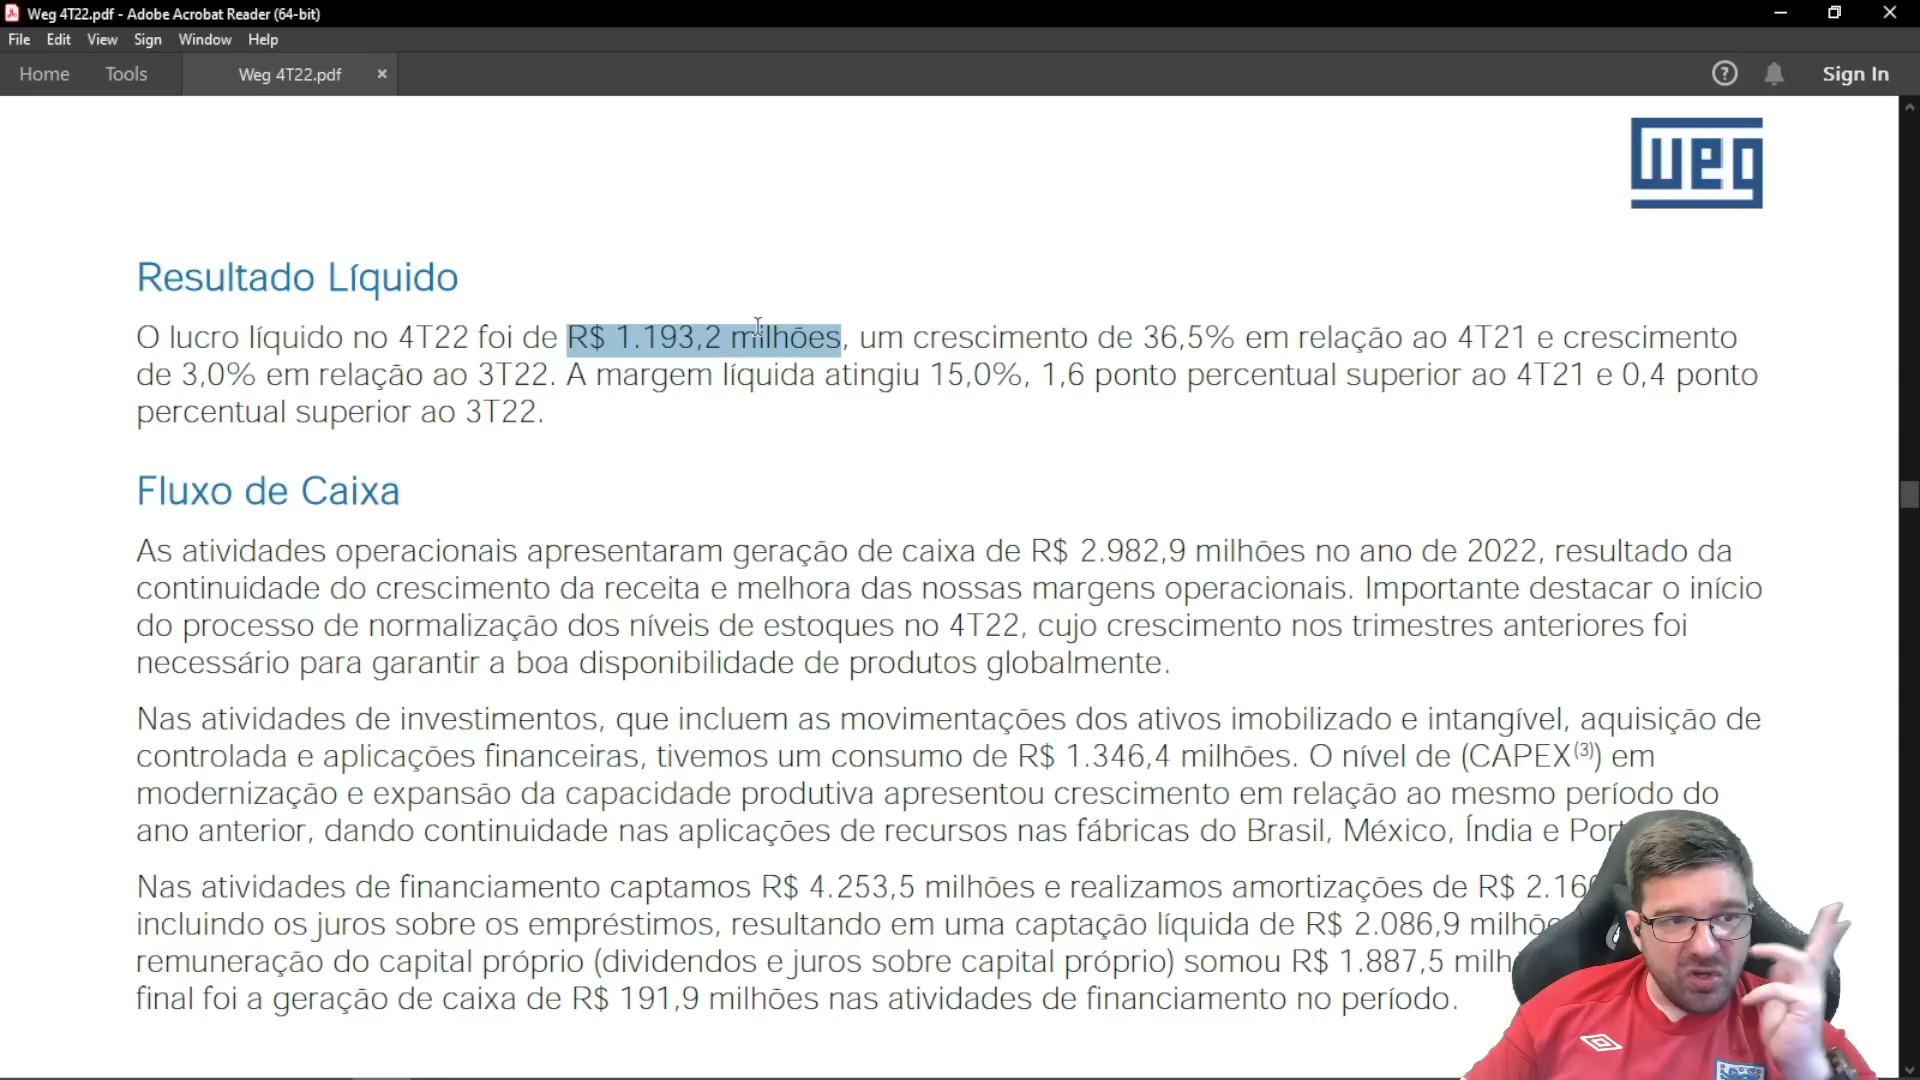 Weg 4T22.pdf - Adobe Acrobat Reader (64-bit)
File Edit View Sign Window Help
Home Tools Weg 4T22.pdf Sign In
weg
Resultado Líquido
O lucro líquido no 4T22 foi de R$ 1.193,2 milhões, um crescimento de 36,5% em relação ao 4T21 e crescimento
de 3,0% em relação ao 3T22. A margem líquida atingiu 15,0%, 1,6 ponto percentual superior ao 4T21 e 0,4 ponto
percentual superior ao 3T22.
Fluxo de Caixa
As atividades operacionais apresentaram geração de caixa de R$ 2.982,9 milhões no ano de 2022, resultado da
continuidade do crescimento da receita e melhora das nossas margens operacionais. Importante destacar o início
do processo de normalização dos níveis de estoques no 4T22, cujo crescimento nos trimestres anteriores foi
necessário para garantir a boa disponibilidade de produtos globalmente.
Nas atividades de investimentos, que incluem as movimentações dos ativos imobilizado e intangível, aquisição de
controlada e aplicações financeiras, tivemos um consumo de R$ 1.346,4 milhões. O nível de (CAPEX(3)) em
modernização e expansão da capacidade produtiva apresentou crescimento em relação ao mesmo período do
ano anterior, dando continuidade nas aplicações de recursos nas fábricas do Brasil, México, Índia e
Nas atividades de financiamento captamos R$ 4.253,5 milhões e realizamos amortizações de R$
incluindo os juros sobre os empréstimos, resultando em uma captação líquida de R$ 2.086,9
remuneração do capital próprio (dividendos e juros sobre capital próprio) somou R$ 1.887,5
final foi a geração de caixa de R$ 191,9 milhões nas atividades de financiamento no período.